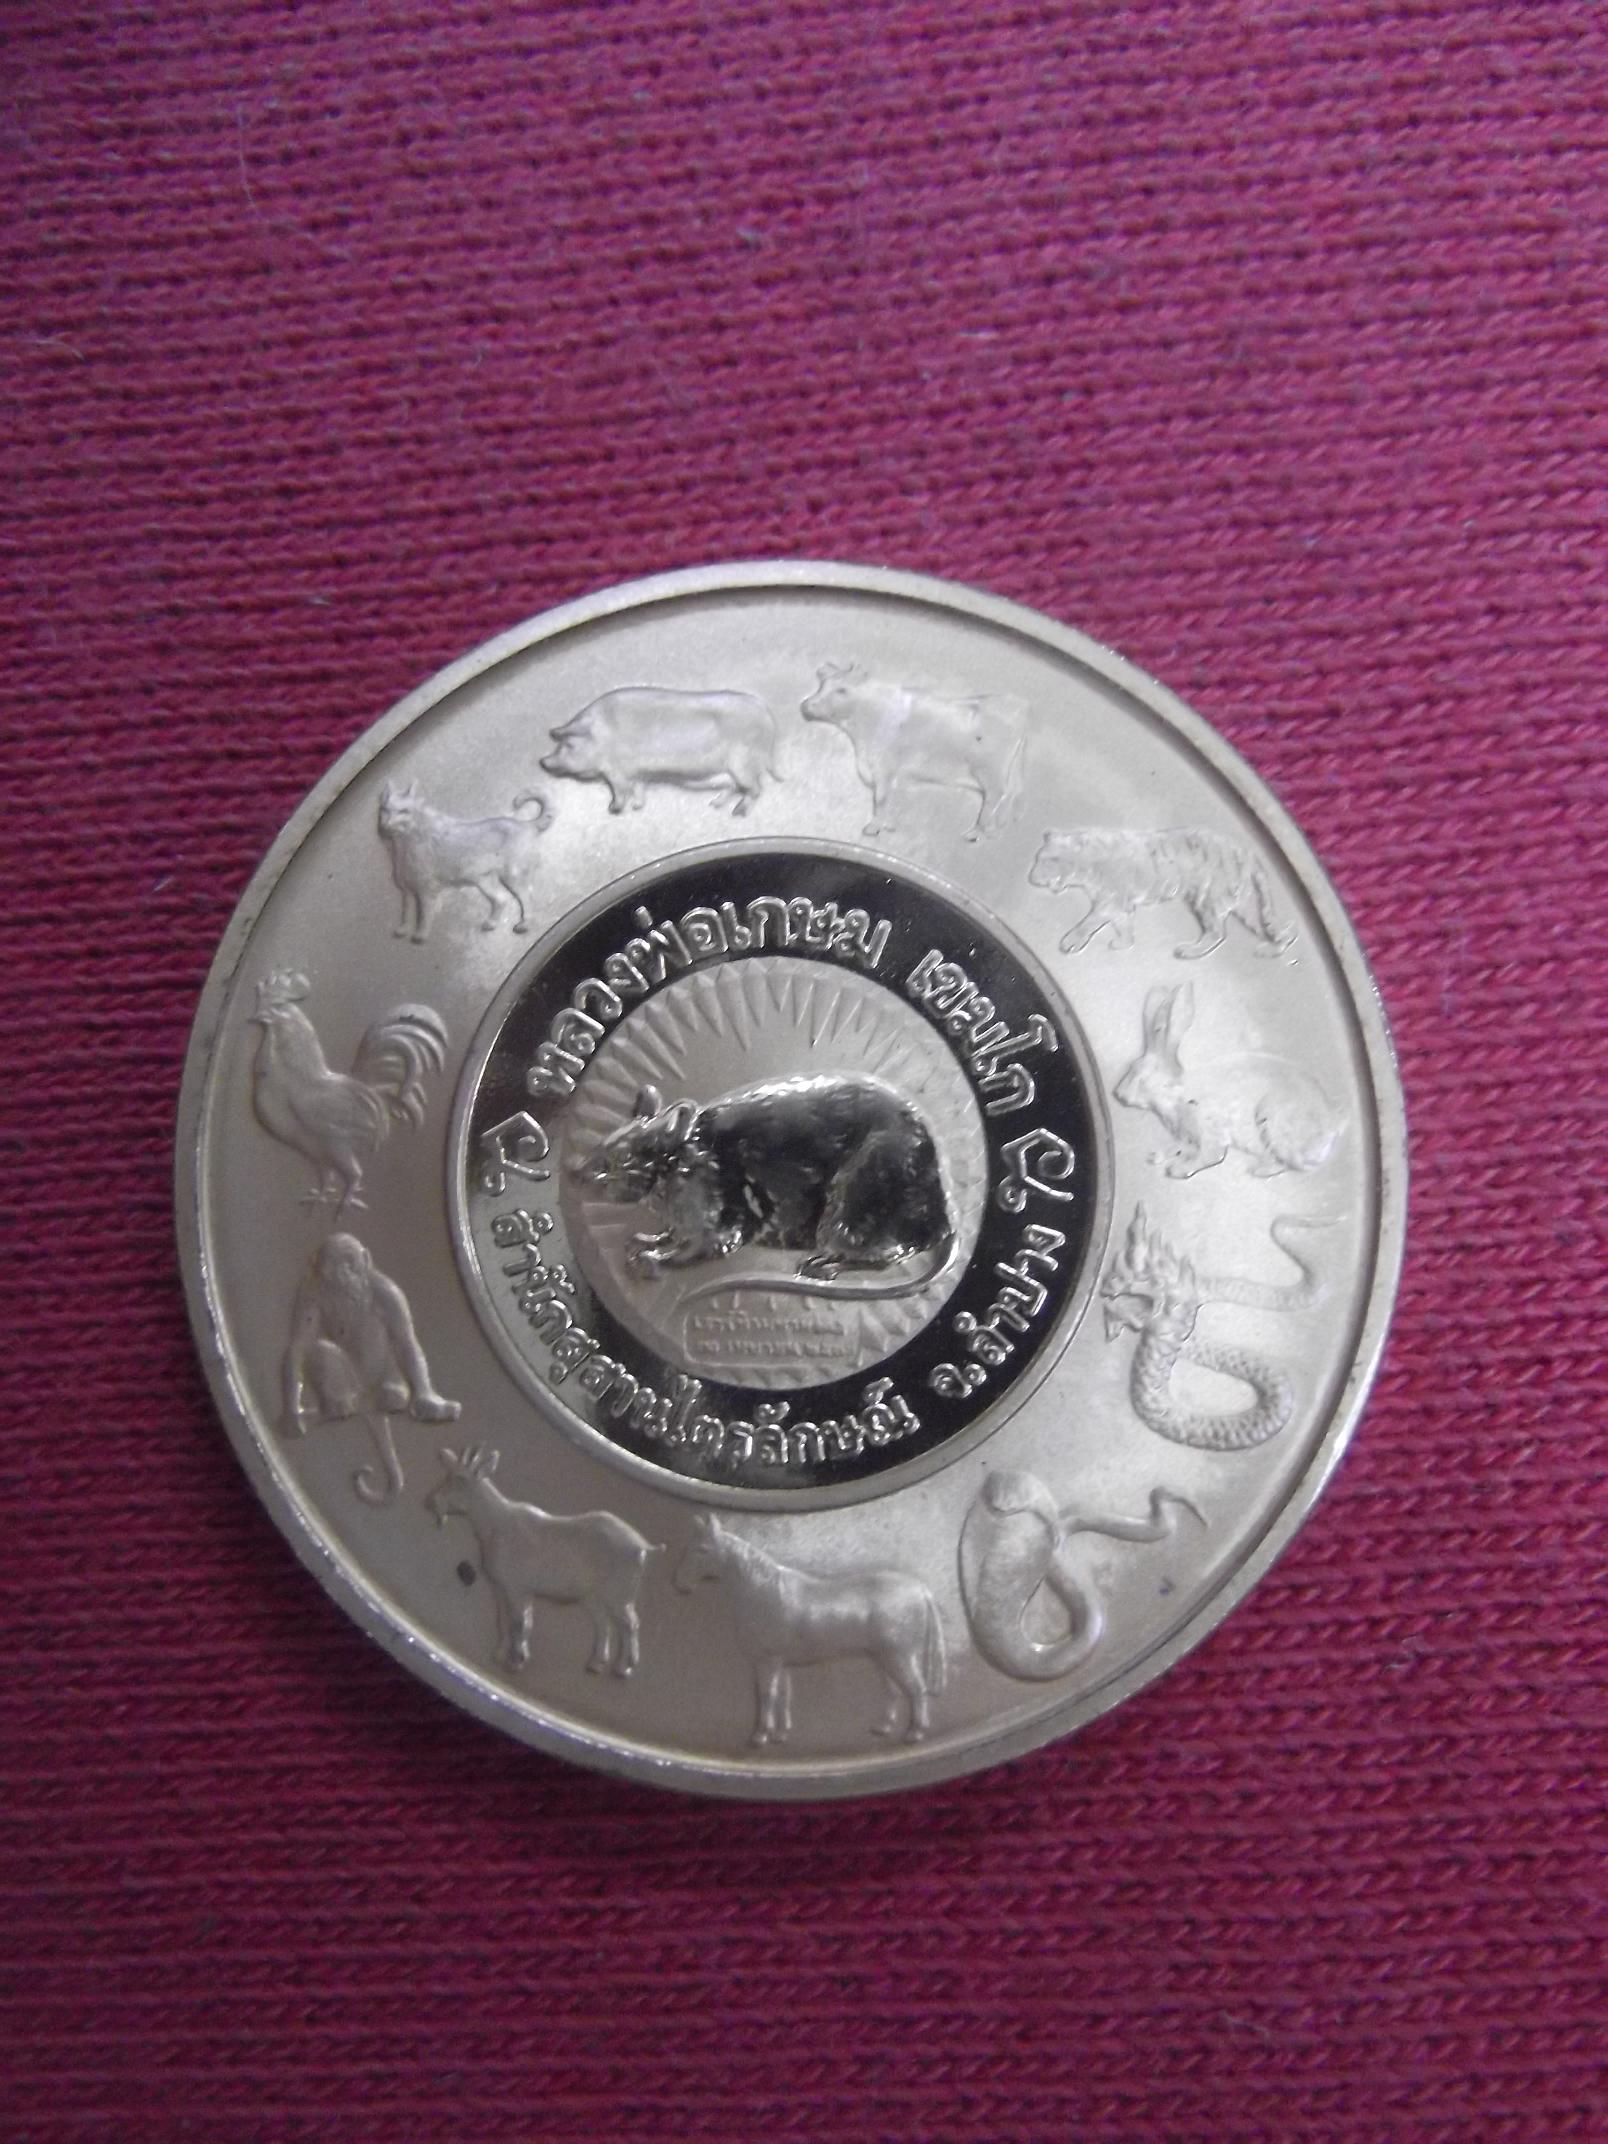 หลวงพ่อเกษม เขมโก
สำนักสุสานไตรลักษณ์ จ.ลำปาง